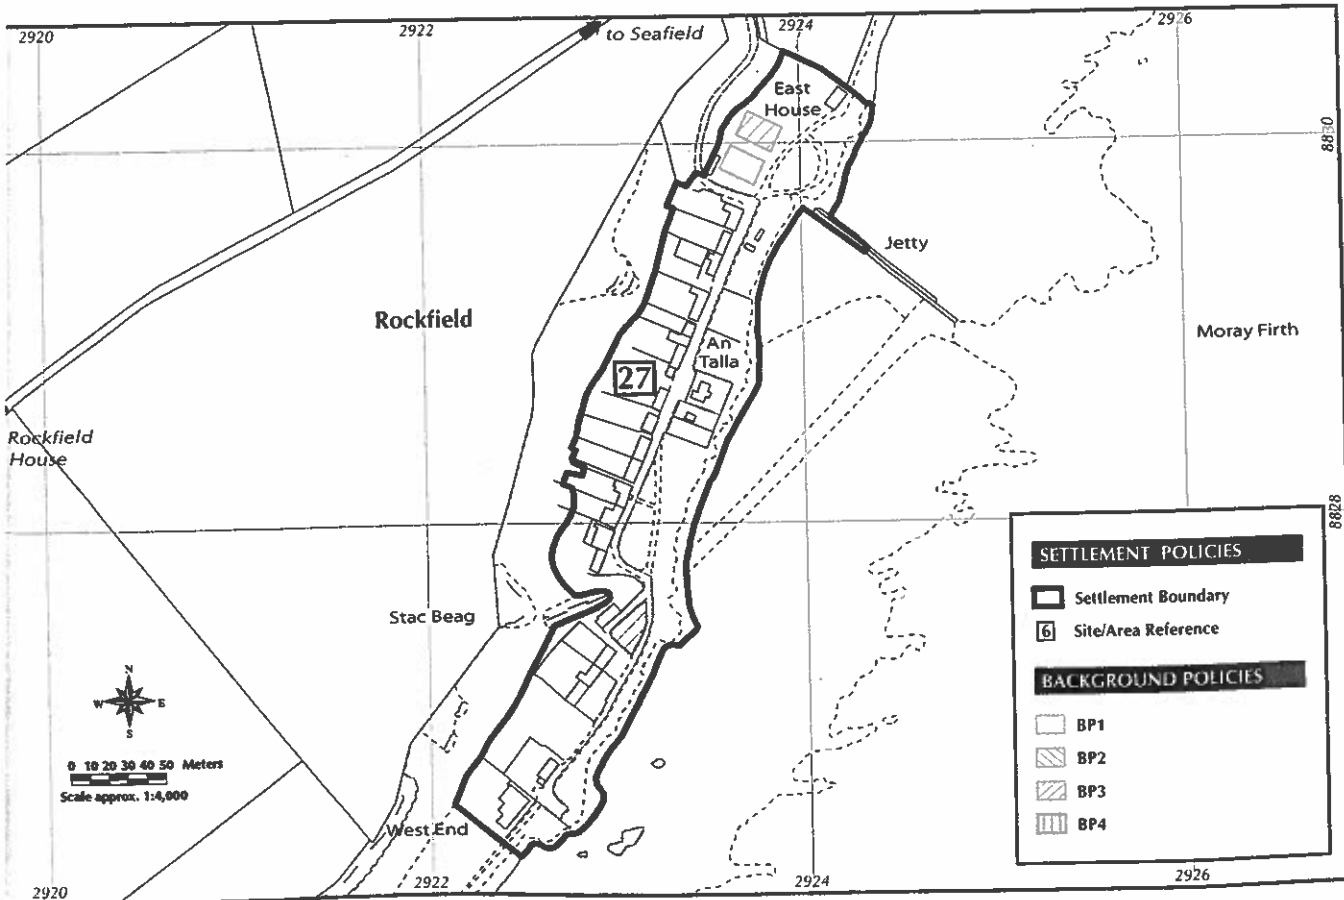 2920
2922
2924
2926
to Seafield
East
House
8830
Jetty
Rockfield
Moray Firth
An
Talla
27
Rockfield
House
8828
SETTLEMENT POLICIES
Settlement Boundary
6 Site/Area Reference
Stac Beag
BACKGROUND POLICIES
N
W E
S
BP1
BP2
BP3
BP4
0 10 20 30 40 50 Meters
Scale approx. 1:4,000
West End
2920
2922
2924
2926